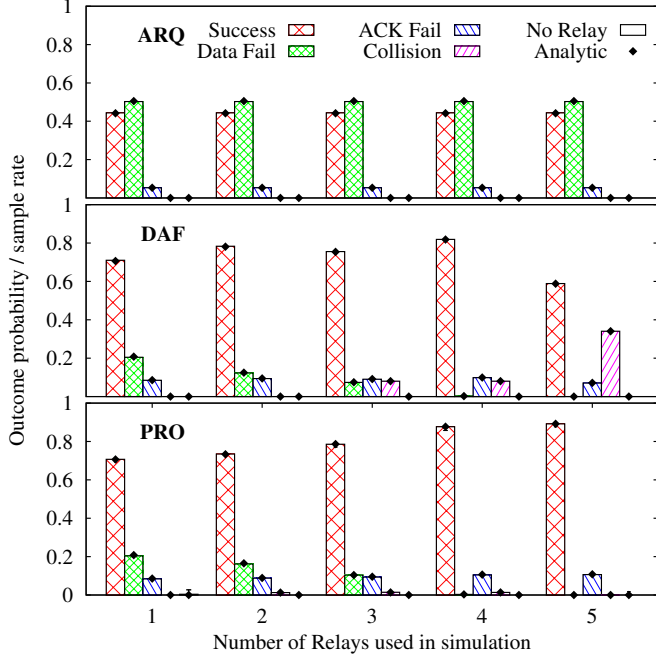 1
ARQ Success ACK Fail No Relay
Data Fail Collision Analytic
0.8
0.6
0.4
0.2
1
DAF
0.8
0.6
0.4
0.2
1
PRO
0.8
0.6
0.4
0.2
0
1 2 3 4 5
Number of Relays used in simulation
Outcome probability / sample rate